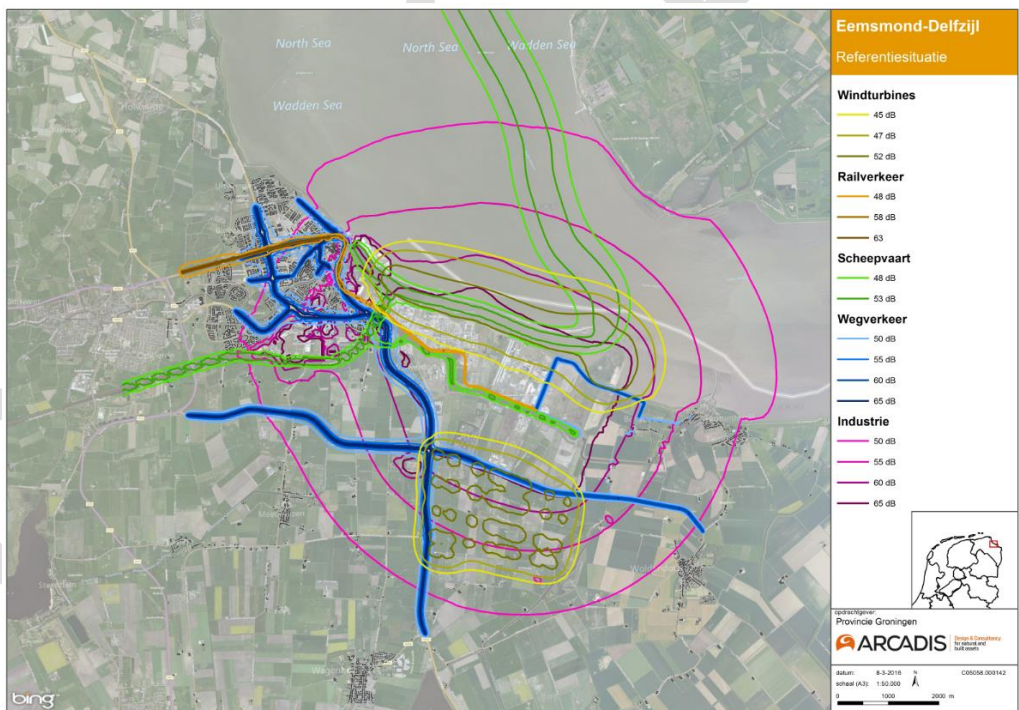 Eemsmond-Delfzijl
Referentiesituatie
Windturbines
45 dB
47 dB
52 dB
Railverkeer
48 dB
58 dB
63
Scheepvaart
48 dB
53 dB
Wegverkeer
50 dB
55 dB
60 dB
65 dB
Industrie
50 dB
55 dB
60 dB
65 dB
North Sea
North Sea
Wadden Sea
Wadden Sea
bing
opdrachtgever:
Provincie Groningen
ARCADIS
Design & Consultancy
for natural and
built assets
datum: 8-3-2016 N C05058.000142
schaal (A3): 1:50.000
0 1000 2000 m